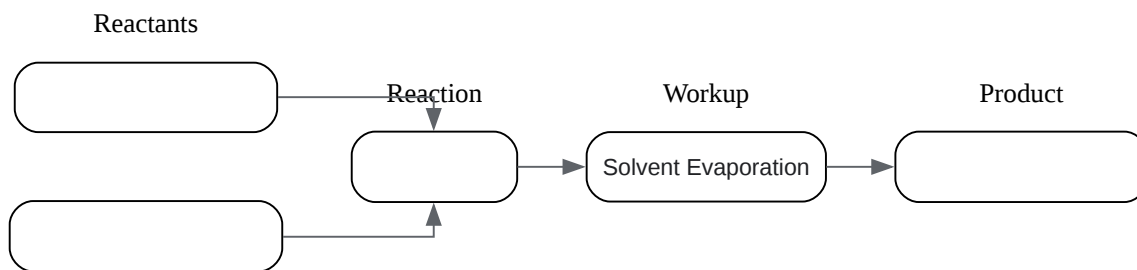 Reactants
Reaction
Workup
Product
Solvent Evaporation